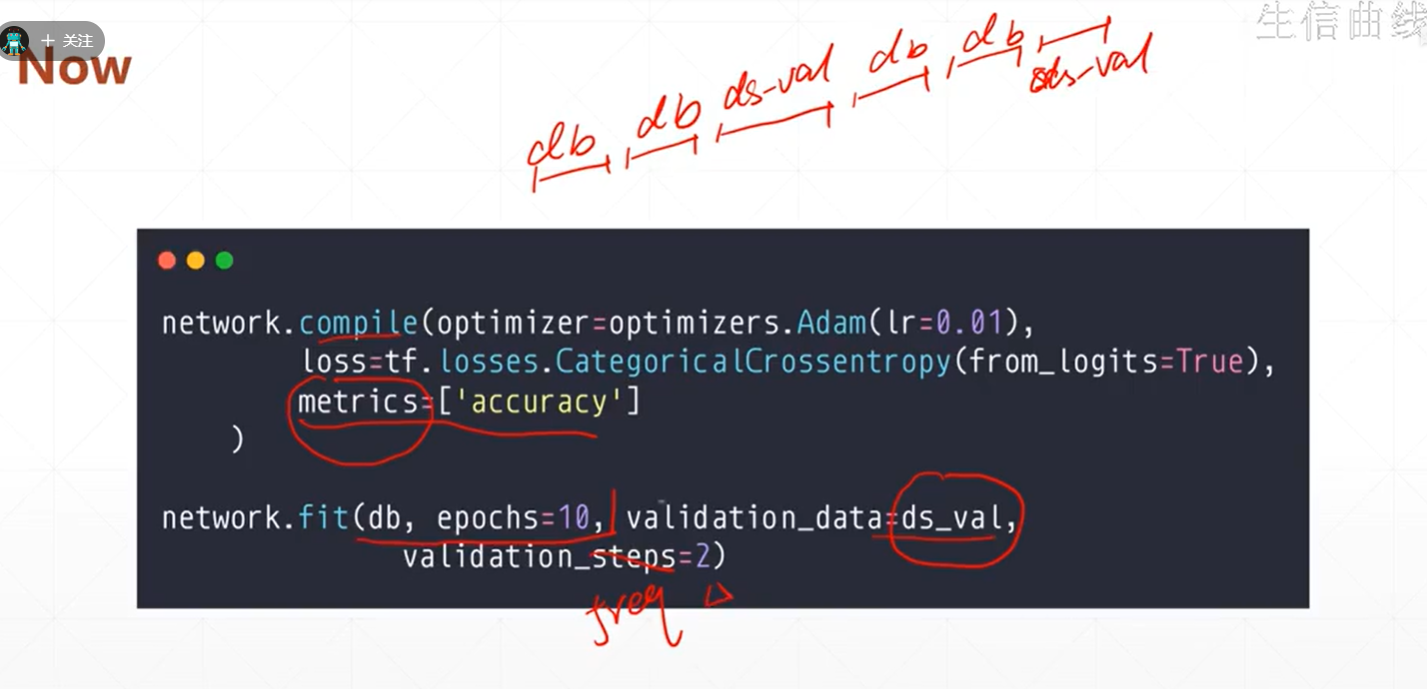 生信曲线
+ 关注
Now
db db ds-val db db ds-val
network.compile(optimizer=optimizers.Adam(lr=0.01),
loss=tf.losses.CategoricalCrossentropy(from_logits=True),
metrics=['accuracy']
)
network.fit(db, epochs=10, validation_data=ds_val,
validation_steps=2)
freq